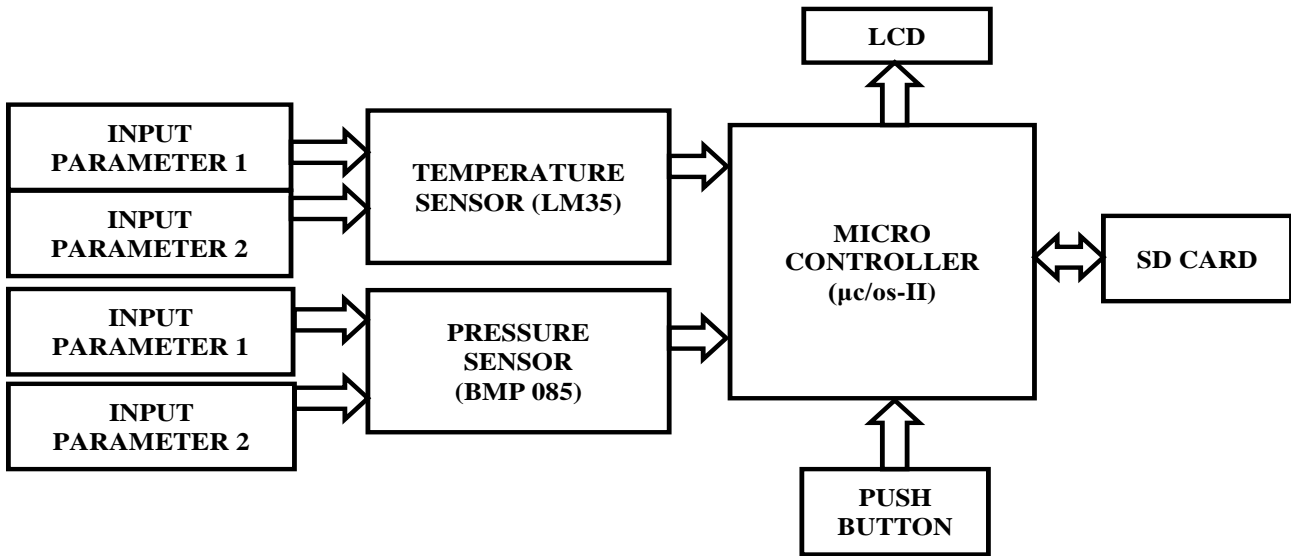 LCD
INPUT
PARAMETER 1
INPUT
PARAMETER 2
TEMPERATURE
SENSOR (LM35)
INPUT
PARAMETER 1
INPUT
PARAMETER 2
PRESSURE
SENSOR
(BMP 085)
MICRO
CONTROLLER
(μc/os-II)
SD CARD
PUSH
BUTTON